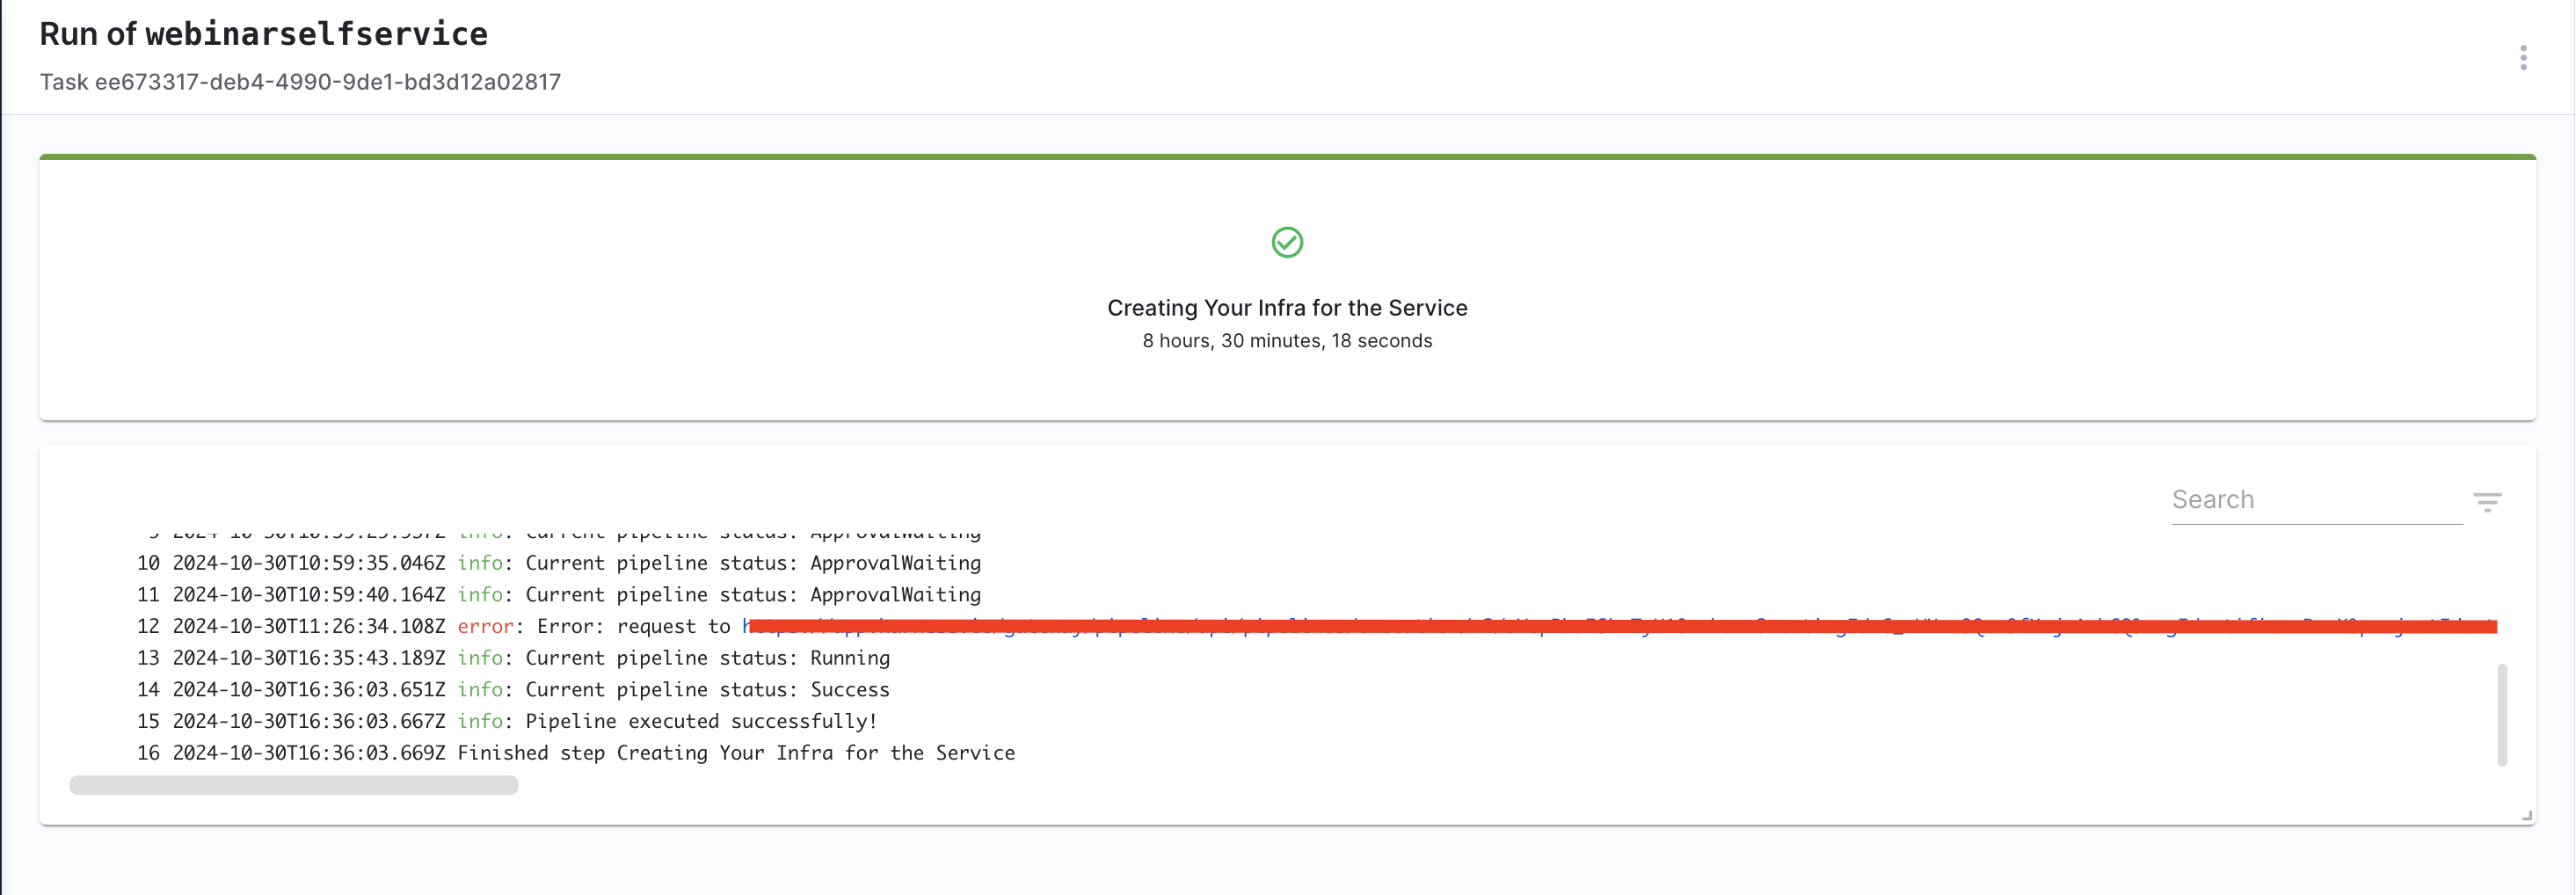 Run of webinarselfservice
Task ee673317-deb4-4990-9de1-bd3d12a02817
Creating Your Infra for the Service
8 hours, 30 minutes, 18 seconds
Search
info: Current pipeline status: ApprovalWaiting
10 2024-10-30T10:59:35.046Z info: Current pipeline status: ApprovalWaiting
11 2024-10-30T10:59:40.164Z info: Current pipeline status: ApprovalWaiting
12 2024-10-30T11:26:34.108Z error: Error: request to
13 2024-10-30T16:35:43.189Z info: Current pipeline status: Running
14 2024-10-30T16:36:03.651Z info: Current pipeline status: Success
15 2024-10-30T16:36:03.667Z info: Pipeline executed successfully!
16 2024-10-30T16:36:03.669Z Finished step Creating Your Infra for the Service